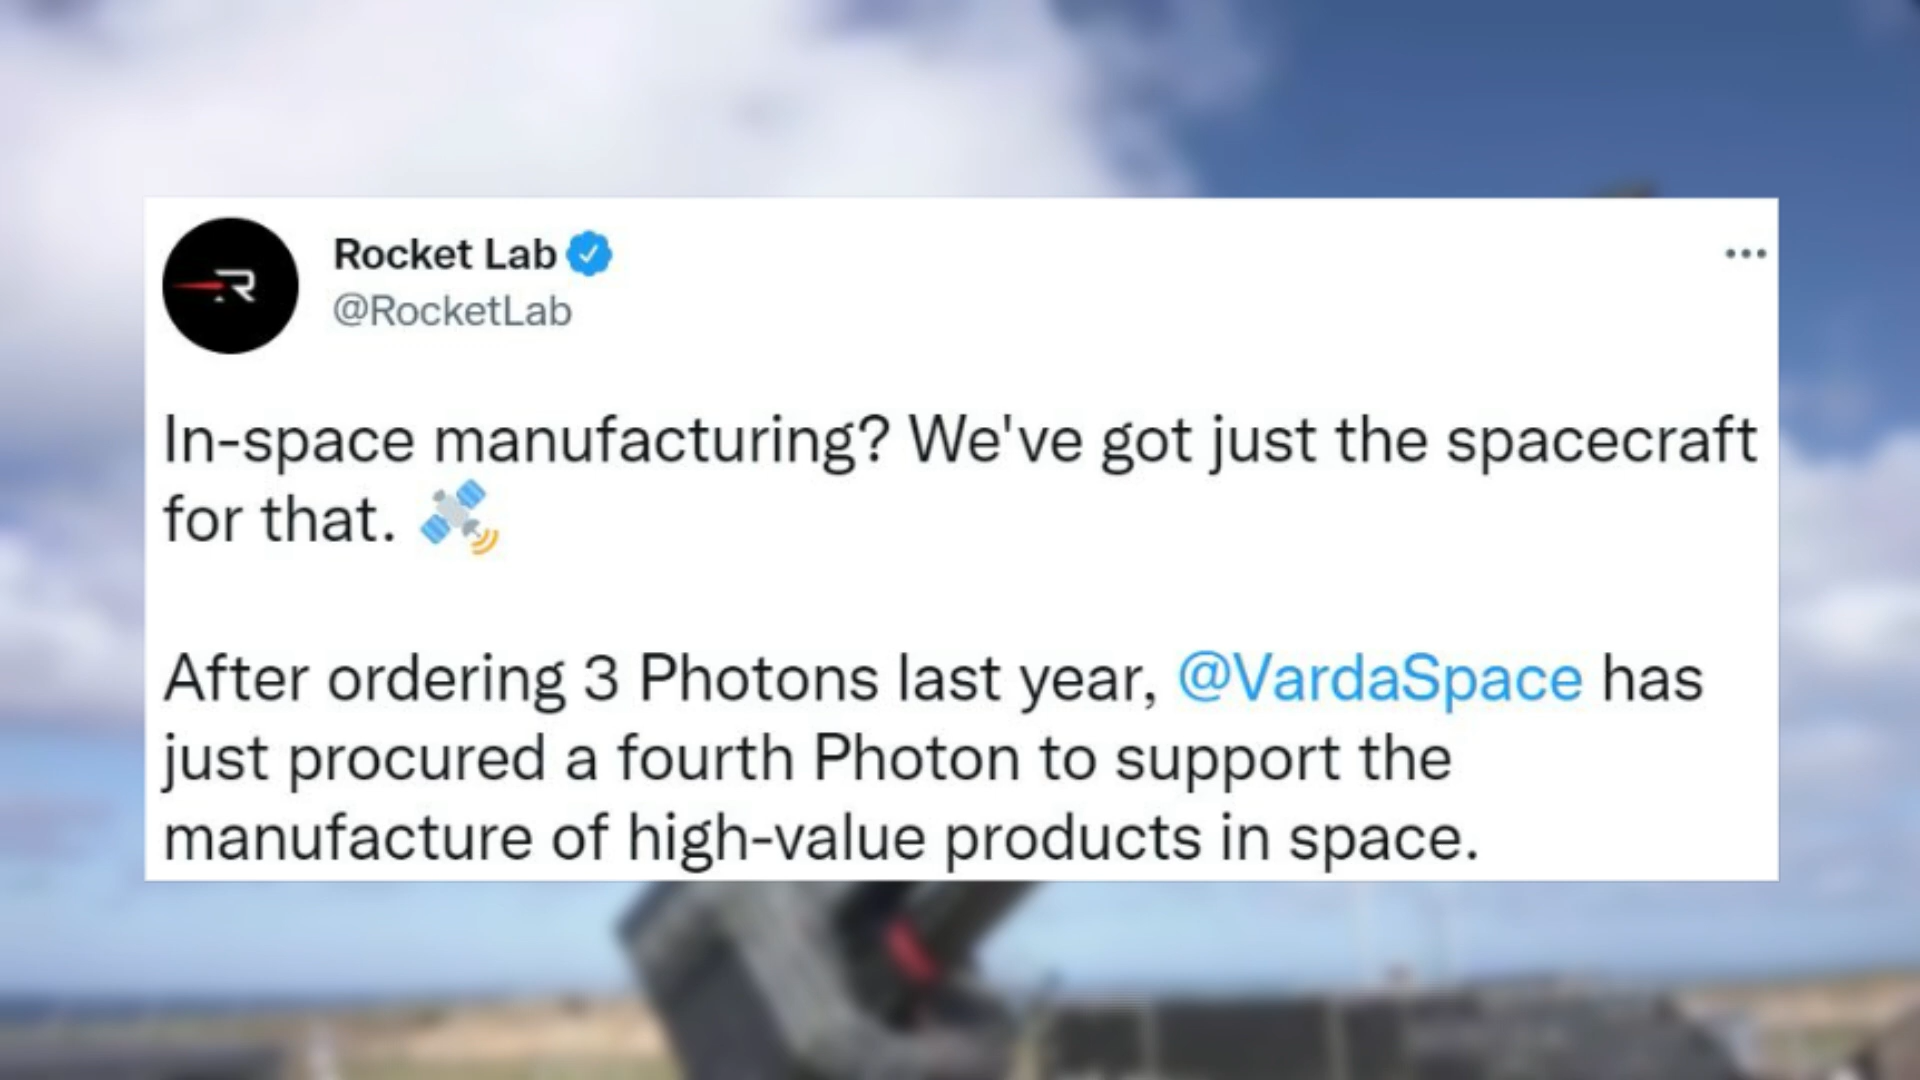 Rocket Lab
@RocketLab
In-space manufacturing? We've got just the spacecraft
for that. 🛰️
After ordering 3 Photons last year, @VardaSpace has
just procured a fourth Photon to support the
manufacture of high-value products in space.